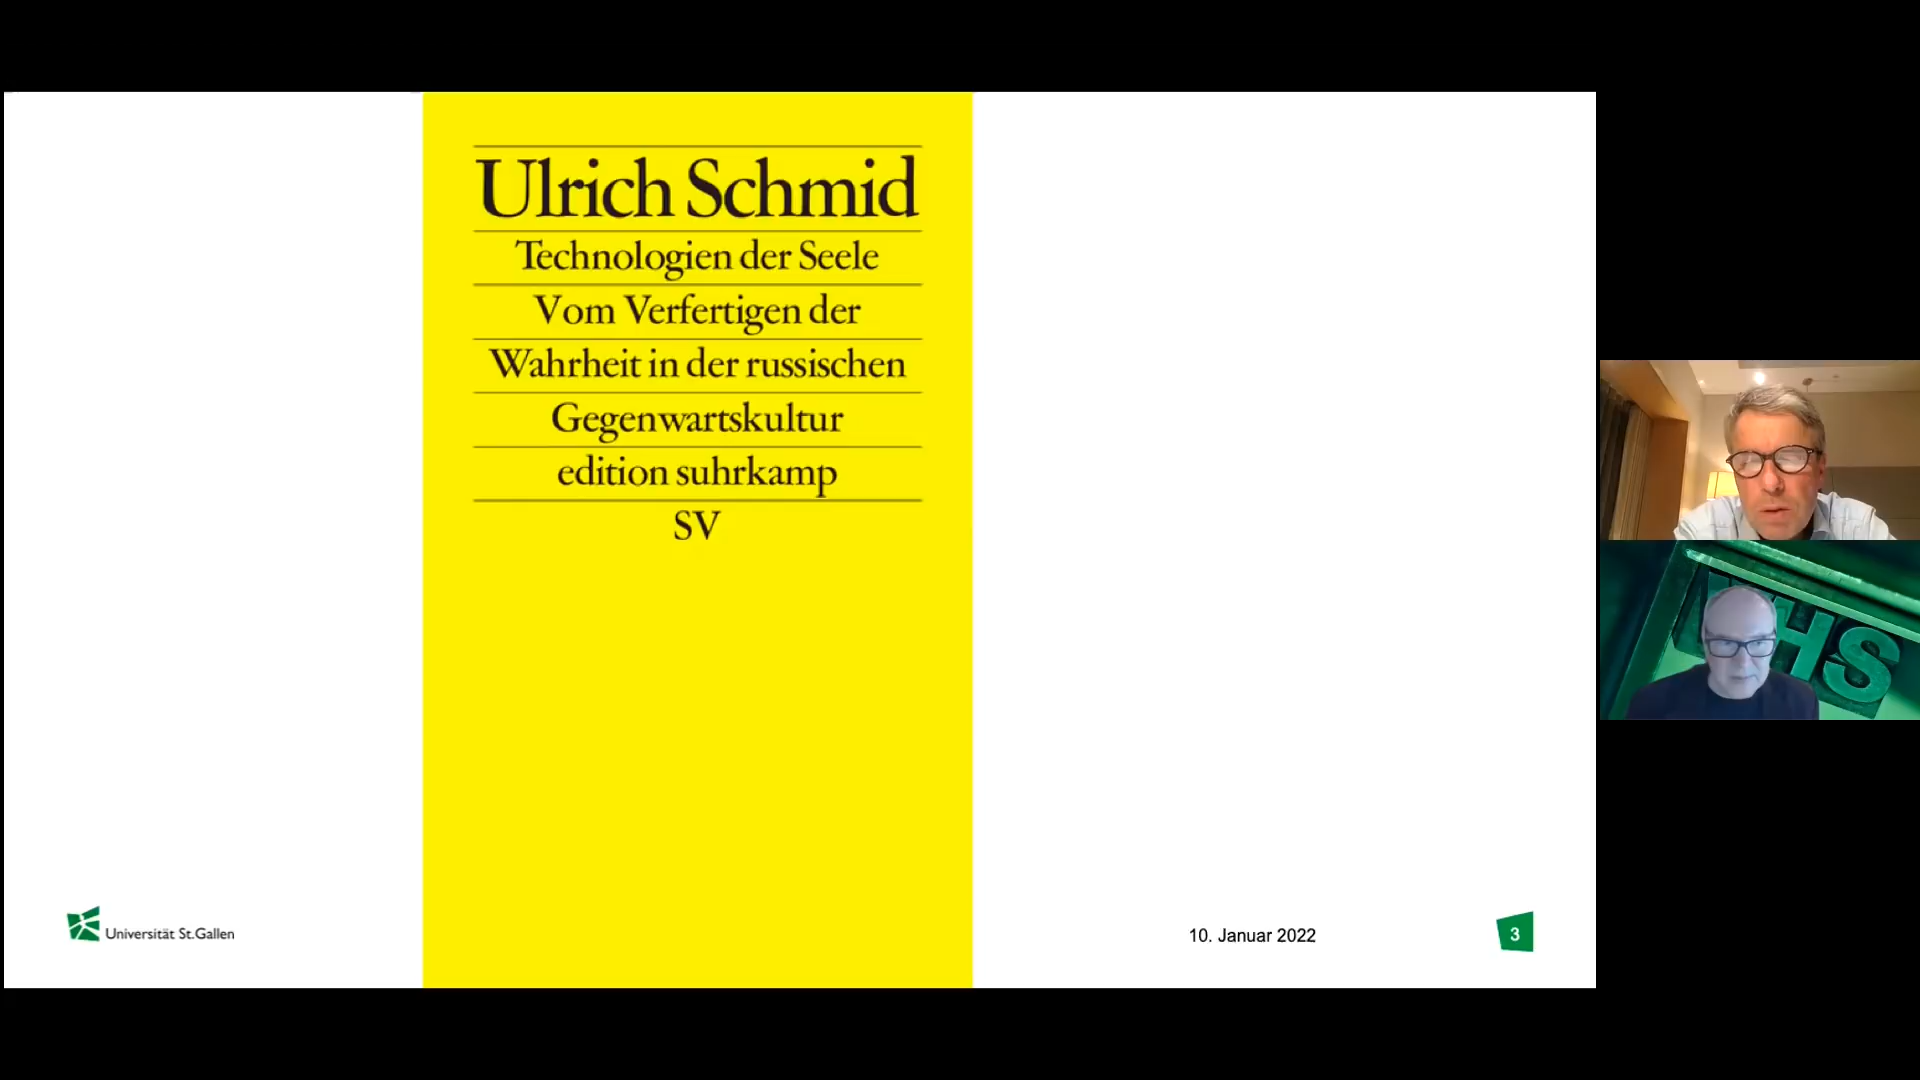 Ulrich Schmid
Technologien der Seele
Vom Verfertigen der
Wahrheit in der russischen
Gegenwartskultur
edition suhrkamp
SV
Universität St.Gallen
10. Januar 2022
3
HS